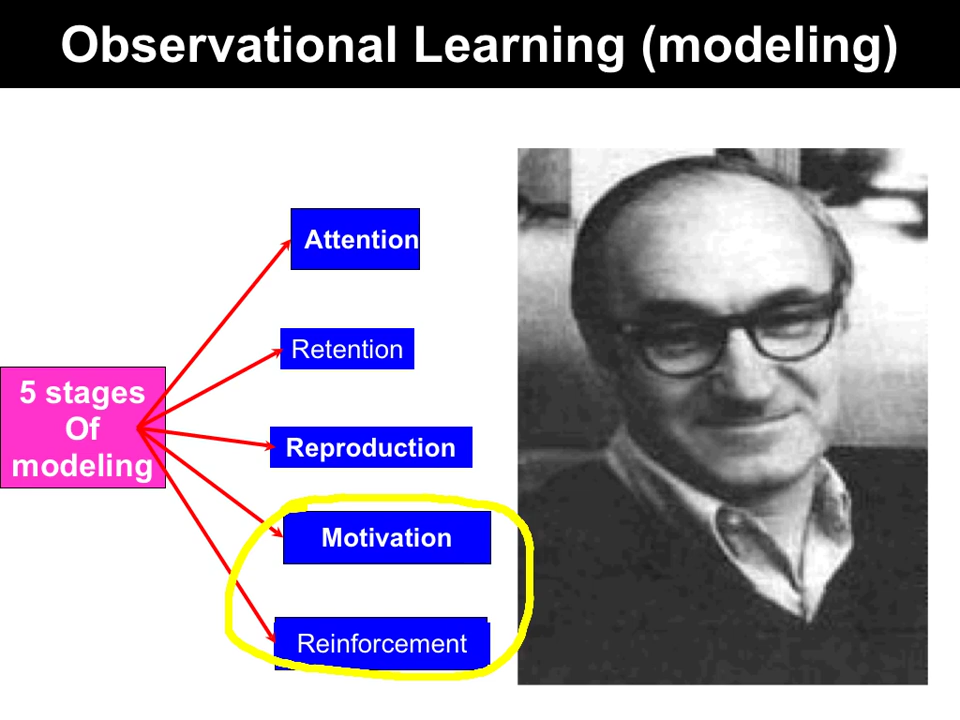 Observational Learning (modeling)
Attention
Retention
5 stages
Of
modeling
Reproduction
Motivation
Reinforcement